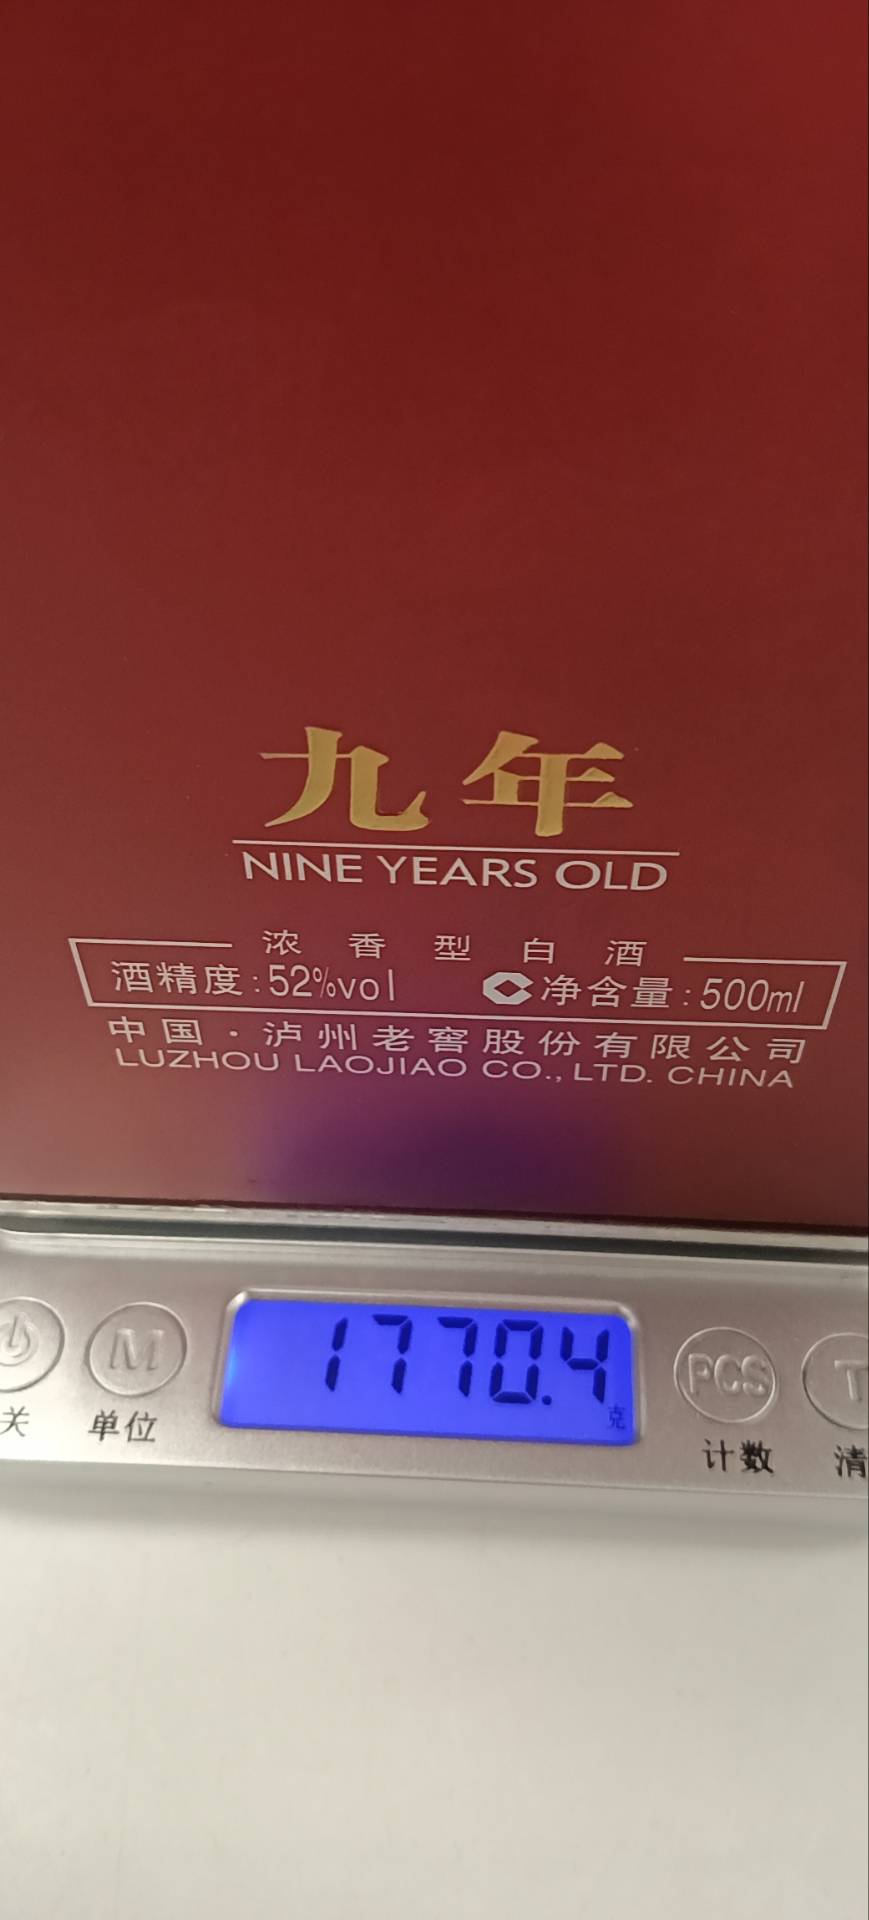 九年
NINE YEARS OLD
浓香型白酒
酒精度:52%vol 净含量:500ml
中国·泸州老窖股份有限公司
LUZHOU LAOJIAO CO.,LTD. CHINA
M 1770.4 克 PCS T
关 单位 计数 清